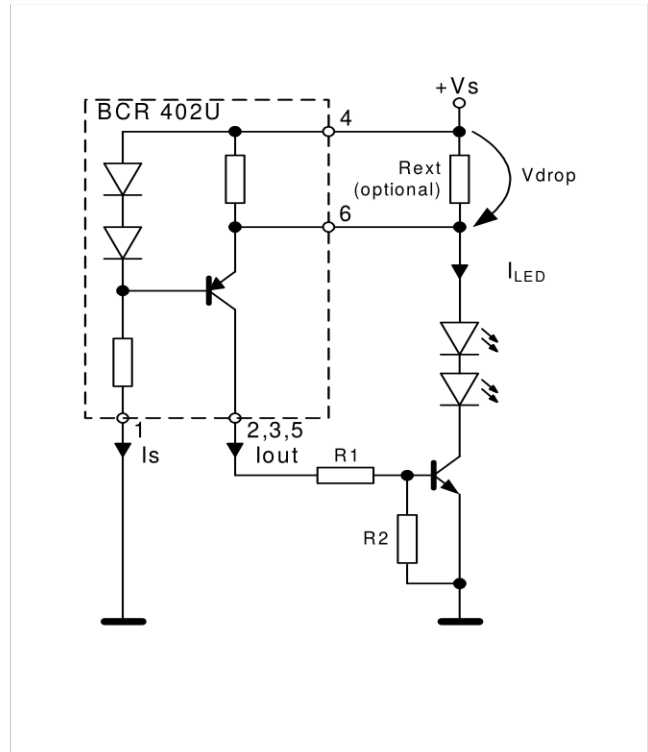 +Vs
BCR 402U
4
Rext
(optional)
Vdrop
6
ILED
1
2,3,5
Is
Iout
R1
R2